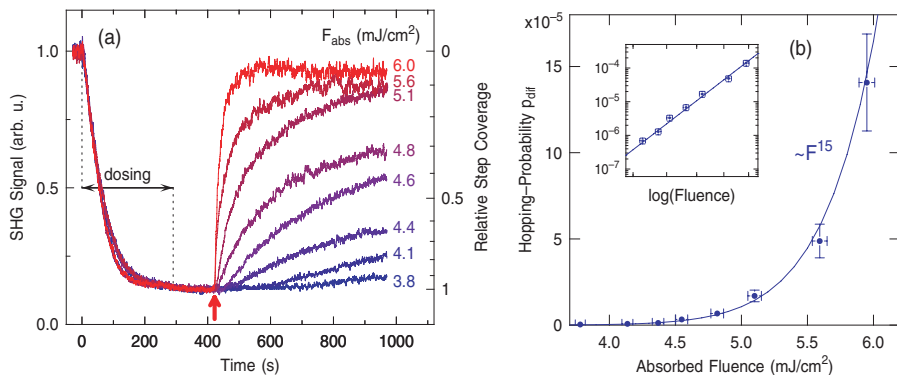 (a)
F_abs (mJ/cm²)
6.0
5.6
5.1
4.8
4.6
4.4
4.1
3.8
dosing
1.0
0.5
0.0
SHG Signal (arb. u.)
0
0.5
1
Relative Step Coverage
0 200 400 600 800 1000
Time (s)
x10⁻⁵
(b)
15
10
5
0
Hopping−Probability p_dif
10⁻⁴
10⁻⁵
10⁻⁶
10⁻⁷
log(Fluence)
~F¹⁵
4.0 4.5 5.0 5.5 6.0
Absorbed Fluence (mJ/cm²)